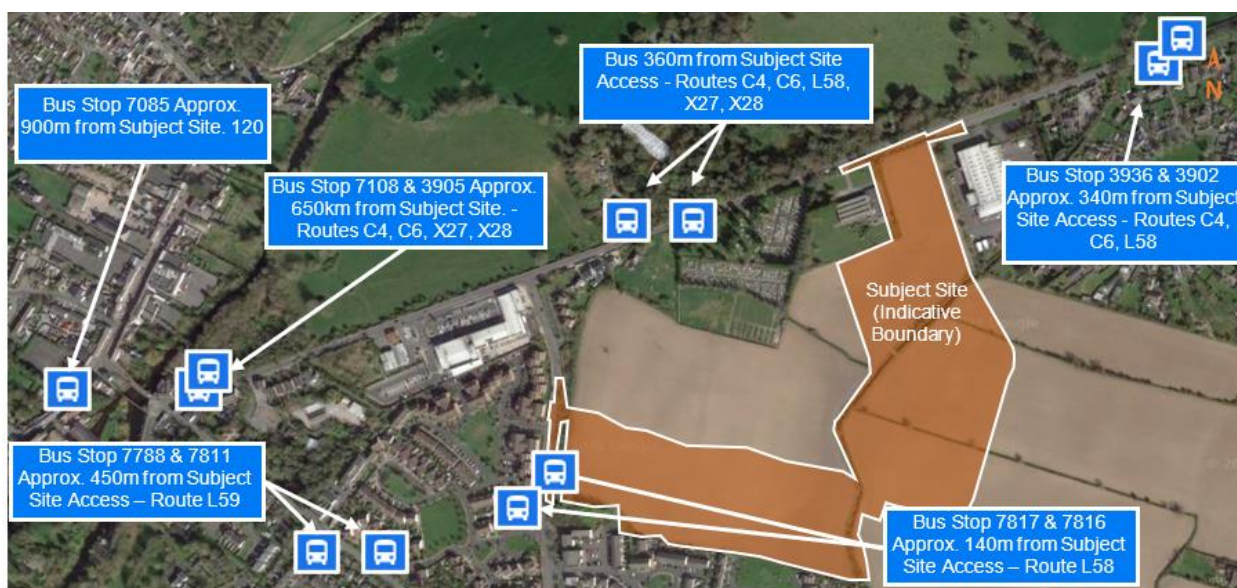 Bus 360m from Subject Site
Access - Routes C4, C6, L58,
X27, X28
Bus Stop 7085 Approx.
900m from Subject Site. 120
A
N
Bus Stop 7108 & 3905 Approx.
650km from Subject Site. -
Routes C4, C6, X27, X28
Bus Stop 3936 & 3902
Approx. 340m from Subject
Site Access - Routes C4,
C6, L58
Subject Site
(Indicative
Boundary)
Bus Stop 7788 & 7811
Approx. 450m from Subject
Site Access – Route L59
Bus Stop 7817 & 7816
Approx. 140m from Subject
Site Access – Route L58